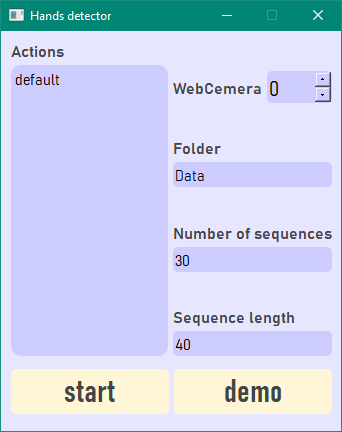 Hands detector
Actions
default
WebCemera 0
Folder
Data
Number of sequences
30
Sequence length
40
start
demo